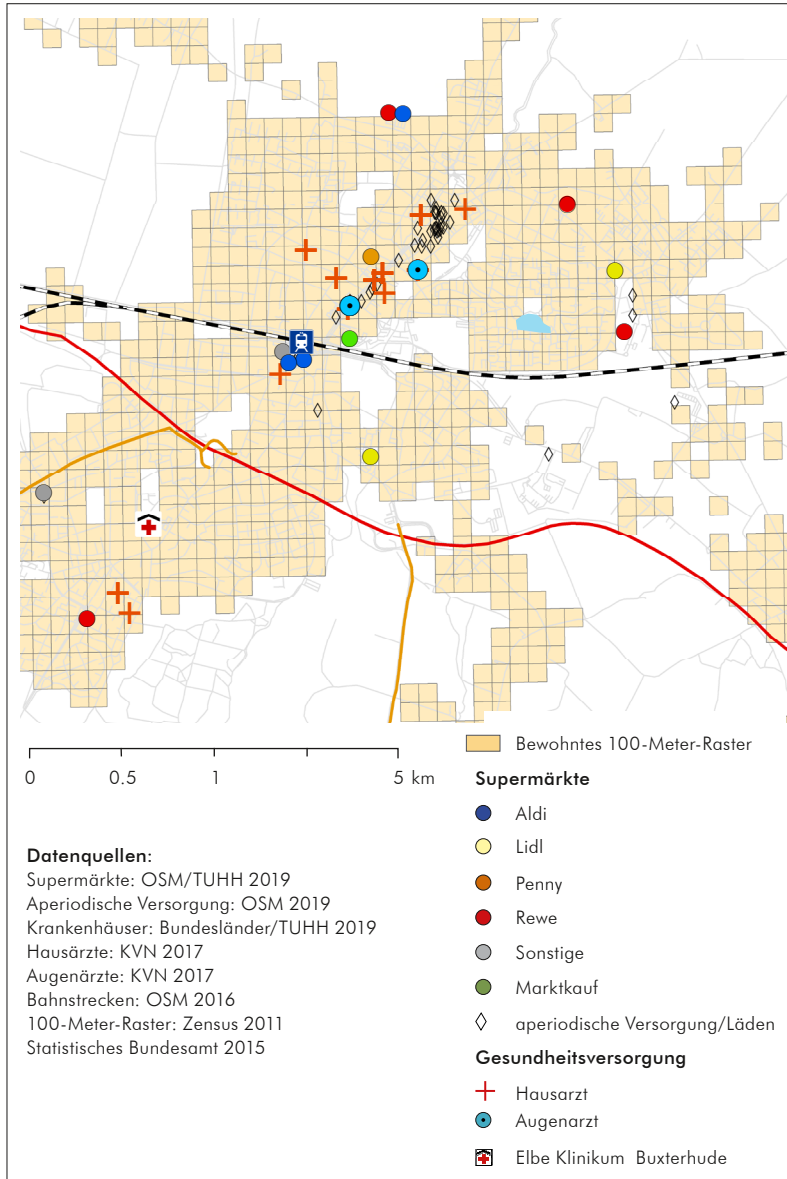 0 0.5 1 5 km
Datenquellen:
Supermärkte: OSM/TUHH 2019
Aperiodische Versorgung: OSM 2019
Krankenhäuser: Bundesländer/TUHH 2019
Hausärzte: KVN 2017
Augenärzte: KVN 2017
Bahnstrecken: OSM 2016
100-Meter-Raster: Zensus 2011
Statistisches Bundesamt 2015
Bewohntes 100-Meter-Raster
Supermärkte
Aldi
Lidl
Penny
Rewe
Sonstige
Marktkauf
aperiodische Versorgung/Läden
Gesundheitsversorgung
Hausarzt
Augenarzt
Elbe Klinikum Buxterhude